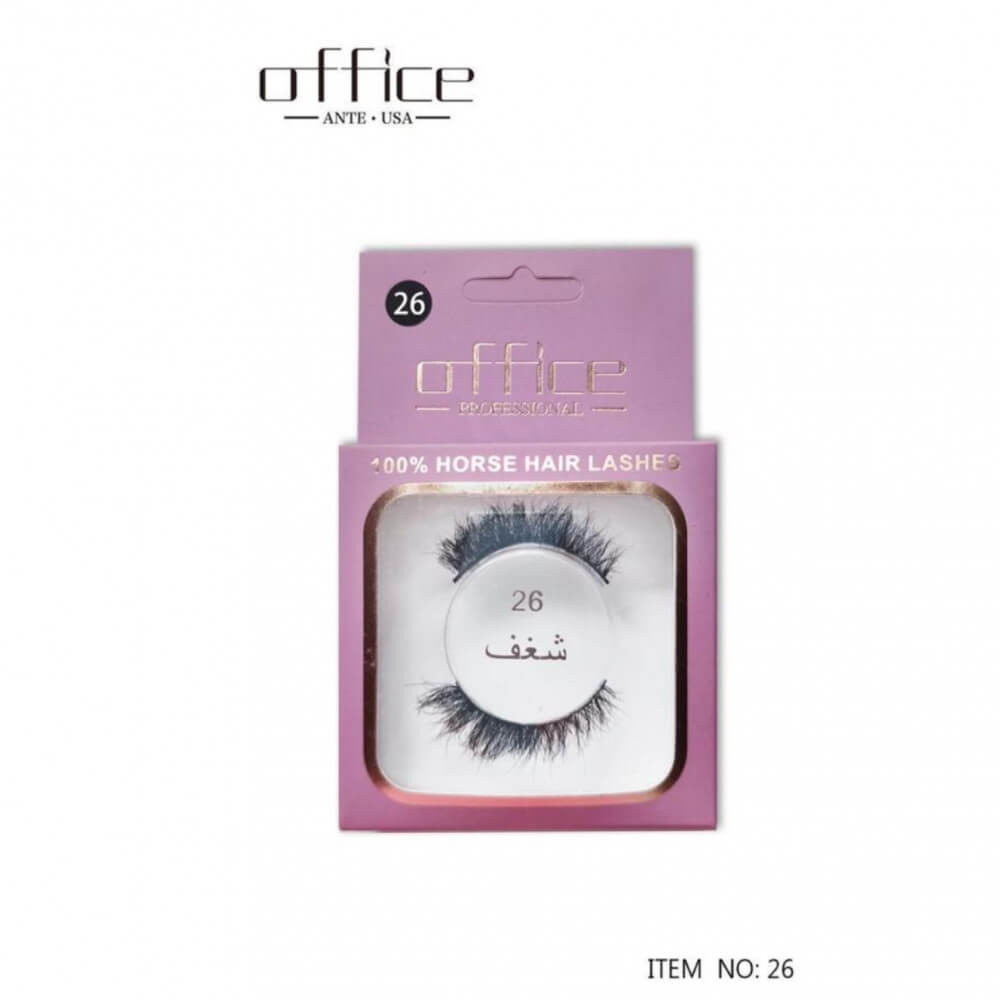 office
ANTE • USA
26
office
PROFESSIONAL
100% HORSE HAIR LASHES
26
شغف
ITEM NO: 26